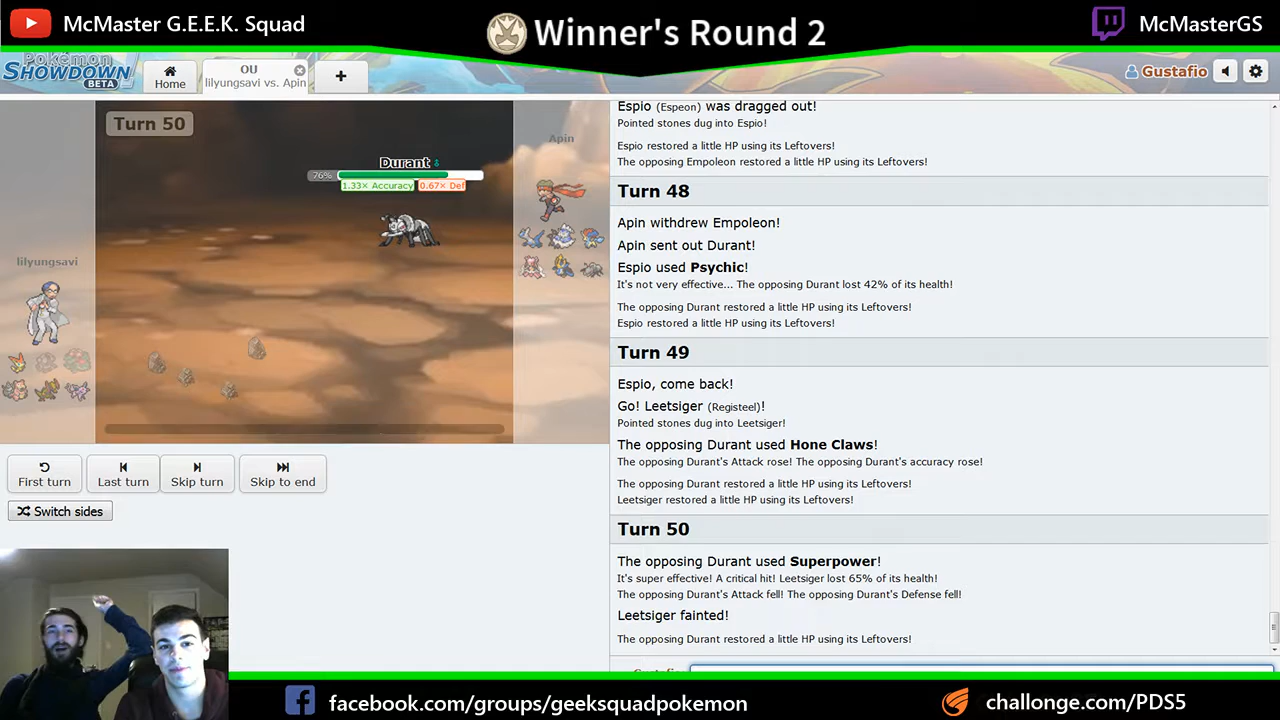 McMaster G.E.E.K. Squad
Winner's Round 2
McMasterGS
Pokémon
SHOWDOWN
BETA
Home
OU
lilyungsavi vs. Apin
Gustafio
Turn 50
Durant
76%
1.33× Accuracy
0.67× Def
Apin
lilyungsavi
First turn
Last turn
Skip turn
Skip to end
Switch sides
Espio (Espeon) was dragged out!
Pointed stones dug into Espio!
Espio restored a little HP using its Leftovers!
The opposing Empoleon restored a little HP using its Leftovers!
Turn 48
Apin withdrew Empoleon!
Apin sent out Durant!
Espio used Psychic!
It's not very effective... The opposing Durant lost 42% of its health!
The opposing Durant restored a little HP using its Leftovers!
Espio restored a little HP using its Leftovers!
Turn 49
Espio, come back!
Go! Leetsiger (Registeel)!
Pointed stones dug into Leetsiger!
The opposing Durant used Hone Claws!
The opposing Durant's Attack rose! The opposing Durant's accuracy rose!
The opposing Durant restored a little HP using its Leftovers!
Leetsiger restored a little HP using its Leftovers!
Turn 50
The opposing Durant used Superpower!
It's super effective! A critical hit! Leetsiger lost 65% of its health!
The opposing Durant's Attack fell! The opposing Durant's Defense fell!
Leetsiger fainted!
The opposing Durant restored a little HP using its Leftovers!
facebook.com/groups/geeksquadpokemon
challonge.com/PDS5